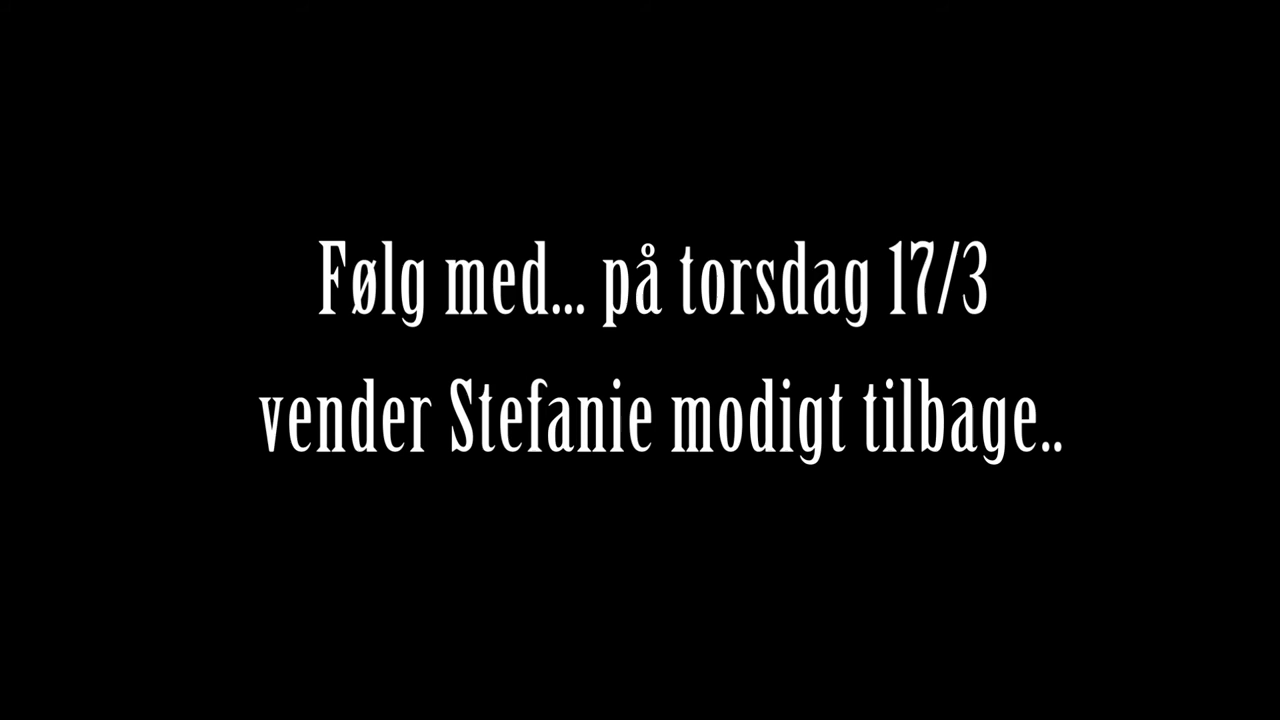 Følg med... på torsdag 17/3
vender Stefanie modigt tilbage..